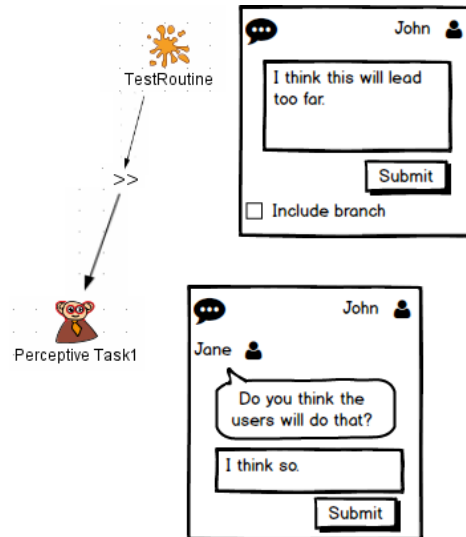 TestRoutine
>>
Perceptive Task1
John
I think this will lead
too far.
Submit
Include branch
John
Jane
Do you think the
users will do that?
I think so.
Submit